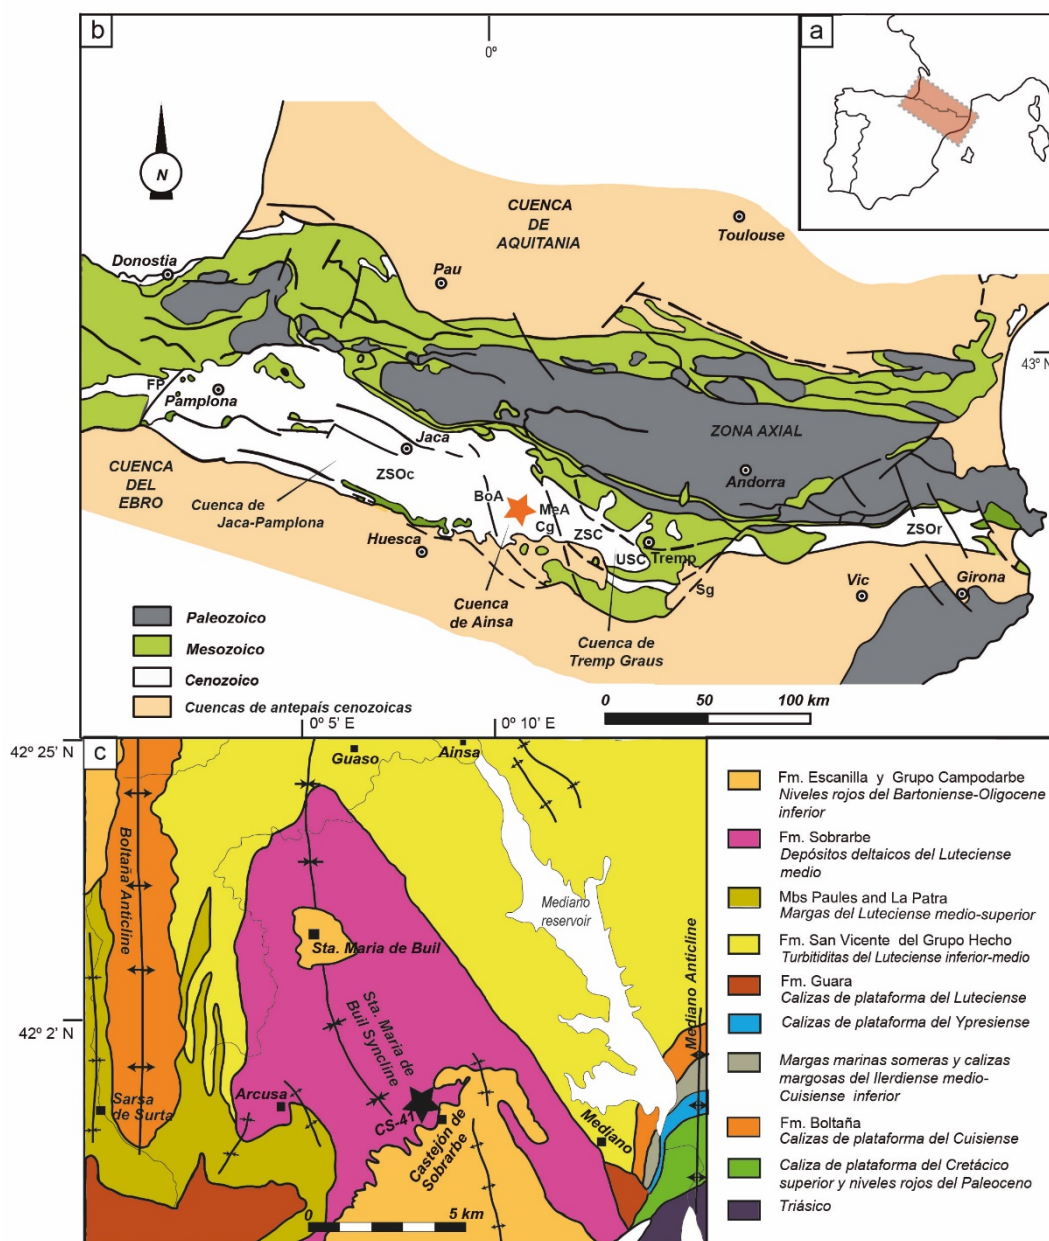 b
0º
a
N
CUENCA
DE
AQUITANIA
Toulouse
Donostia
Pau
43º N
FP
Pamplona
ZONA AXIAL
Jaca
Andorra
CUENCA
DEL
EBRO
ZSOc
Cuenca de
Jaca-Pamplona
BoA
MeA
Cg
ZSC
ZSOr
Huesca
USC
Tremp
Sg
Vic
Girona
Cuenca
de Ainsa
Cuenca de
Tremp Graus
Paleozoico
Mesozoico
Cenozoico
Cuencas de antepaís cenozoicas
0
50
100 km
0º 5' E
0º 10' E
42º 25' N
c
Guaso
Ainsa
Boltaña Anticline
Mediano
reservoir
Sta. Maria de Buil
Mediano Anticline
42º 2' N
Sta. Maria de
Buil Syncline
Sarsa
de Surta
Arcusa
CS-41
Castejón de
Sobrarbe
Mediano
0
5 km
Fm. Escanilla y Grupo Campodarbe
Niveles rojos del Bartoniense-Oligocene
inferior
Fm. Sobrarbe
Depósitos deltaicos del Luteciense
medio
Mbs Paules and La Patra
Margas del Luteciense medio-superior
Fm. San Vicente del Grupo Hecho
Turbititidas del Luteciense inferior-medio
Fm. Guara
Calizas de plataforma del Luteciense
Calizas de plataforma del Ypresiense
Margas marinas someras y calizas
margosas del Ilerdiense medio-
Cuisiense inferior
Fm. Boltaña
Calizas de plataforma del Cuisiense
Caliza de plataforma del Cretácico
superior y niveles rojos del Paleoceno
Triásico